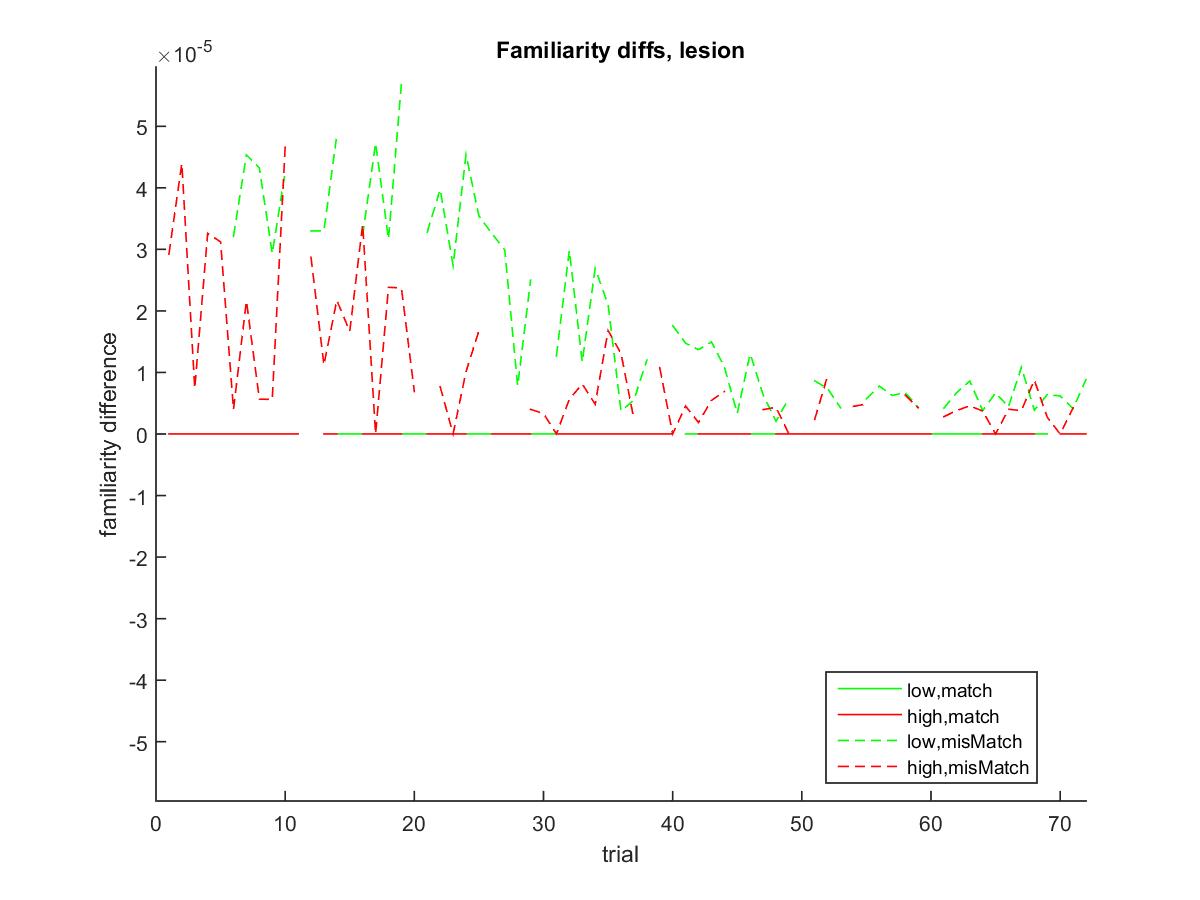 ×10-5
Familiarity diffs, lesion
5
4
3
2
1
0
-1
-2
-3
-4
-5
familiarity difference
low,match
high,match
low,misMatch
high,misMatch
0 10 20 30 40 50 60 70
trial